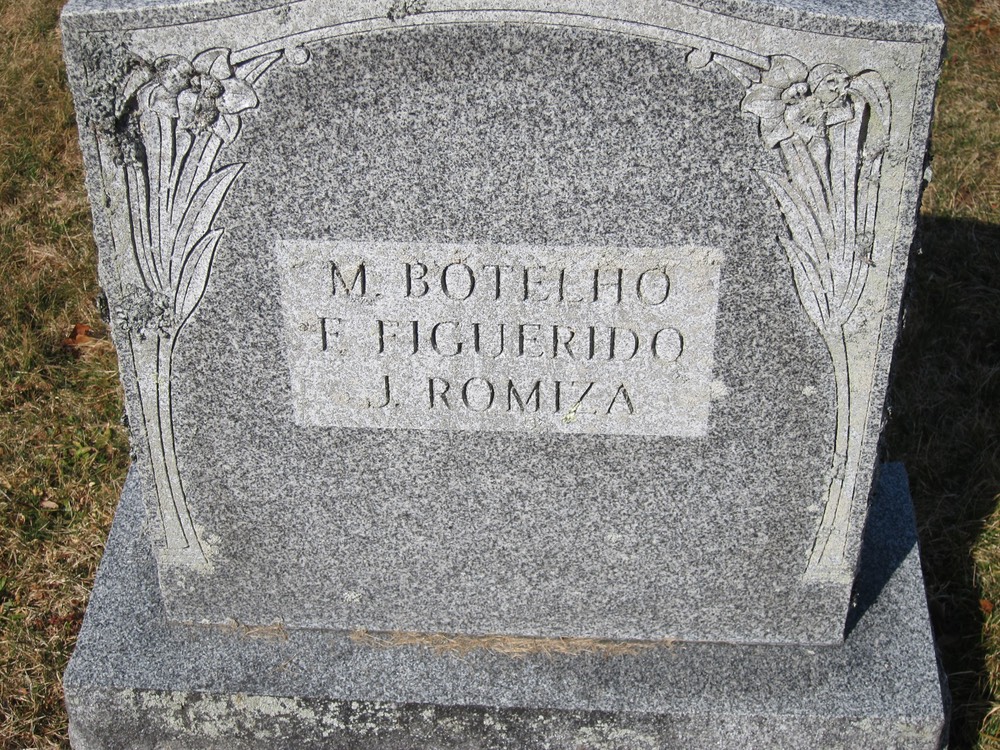 M. BOTELHO
F. FIGUERIDO
J. ROMIZA